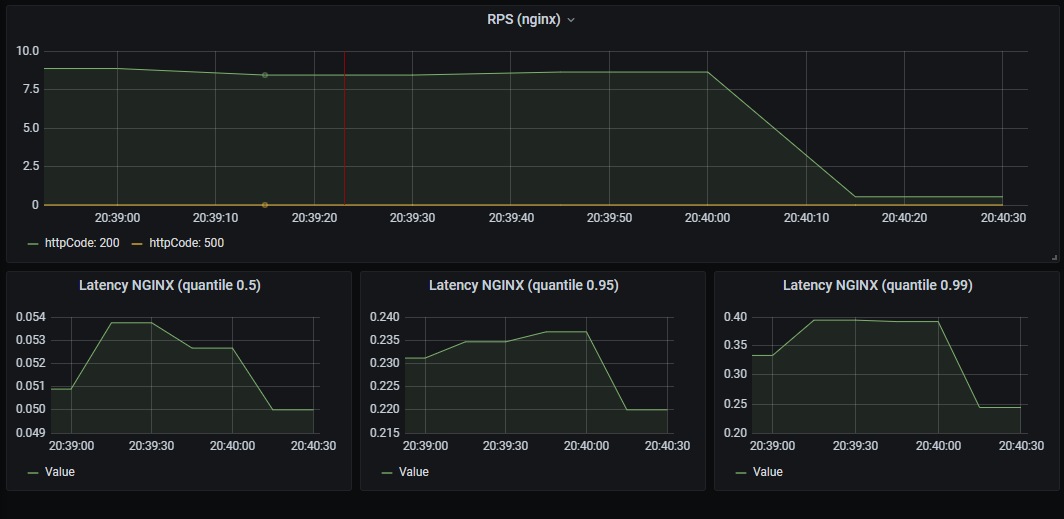 RPS (nginx)
10.0
7.5
5.0
2.5
0
20:39:00 20:39:10 20:39:20 20:39:30 20:39:40 20:39:50 20:40:00 20:40:10 20:40:20 20:40:30
httpCode: 200 httpCode: 500
Latency NGINX (quantile 0.5)
0.054
0.053
0.052
0.051
0.050
0.049
20:39:00 20:39:30 20:40:00 20:40:30
Value
Latency NGINX (quantile 0.95)
0.240
0.235
0.230
0.225
0.220
0.215
20:39:00 20:39:30 20:40:00 20:40:30
Value
Latency NGINX (quantile 0.99)
0.40
0.35
0.30
0.25
0.20
20:39:00 20:39:30 20:40:00 20:40:30
Value